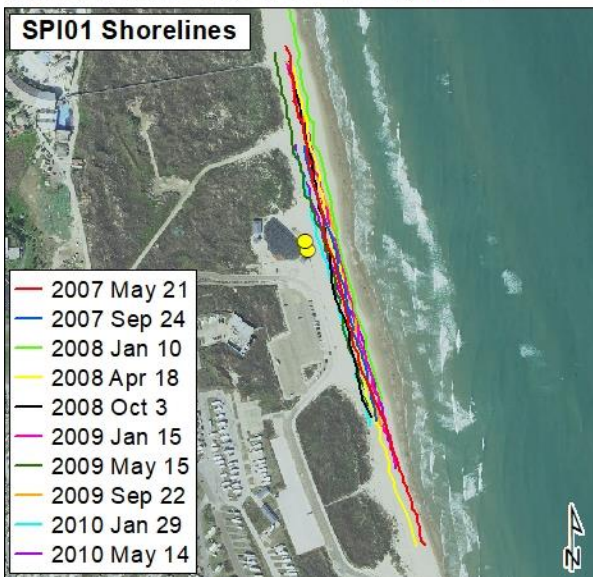 SPI01 Shorelines
2007 May 21
2007 Sep 24
2008 Jan 10
2008 Apr 18
2008 Oct 3
2009 Jan 15
2009 May 15
2009 Sep 22
2010 Jan 29
2010 May 14
N